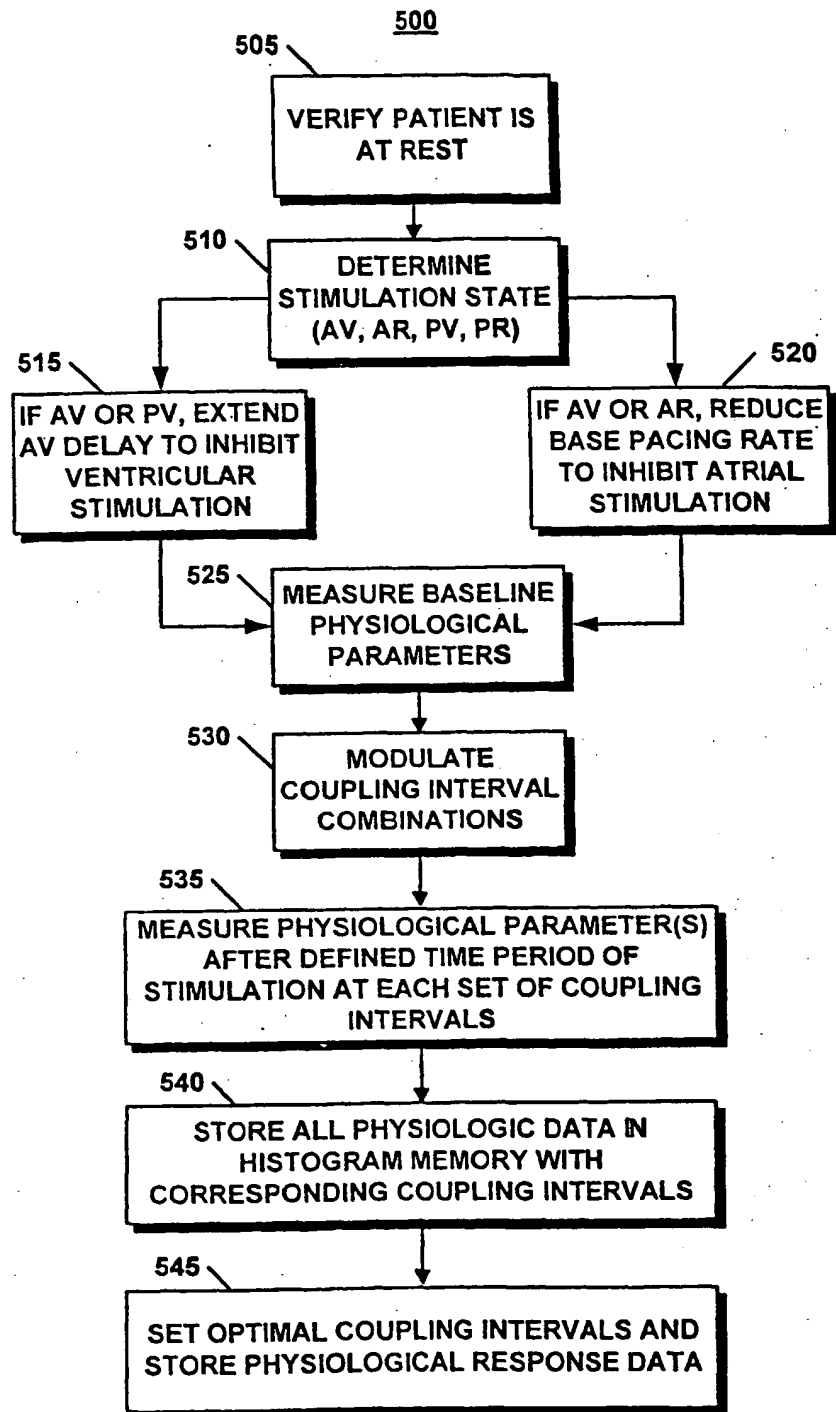 500
505
VERIFY PATIENT IS
AT REST
510
DETERMINE
STIMULATION STATE
(AV, AR, PV, PR)
515
IF AV OR PV, EXTEND
AV DELAY TO INHIBIT
VENTRICULAR
STIMULATION
520
IF AV OR AR, REDUCE
BASE PACING RATE
TO INHIBIT ATRIAL
STIMULATION
525
MEASURE BASELINE
PHYSIOLOGICAL
PARAMETERS
530
MODULATE
COUPLING INTERVAL
COMBINATIONS
535
MEASURE PHYSIOLOGICAL PARAMETER(S)
AFTER DEFINED TIME PERIOD OF
STIMULATION AT EACH SET OF COUPLING
INTERVALS
540
STORE ALL PHYSIOLOGIC DATA IN
HISTOGRAM MEMORY WITH
CORRESPONDING COUPLING INTERVALS
545
SET OPTIMAL COUPLING INTERVALS AND
STORE PHYSIOLOGICAL RESPONSE DATA